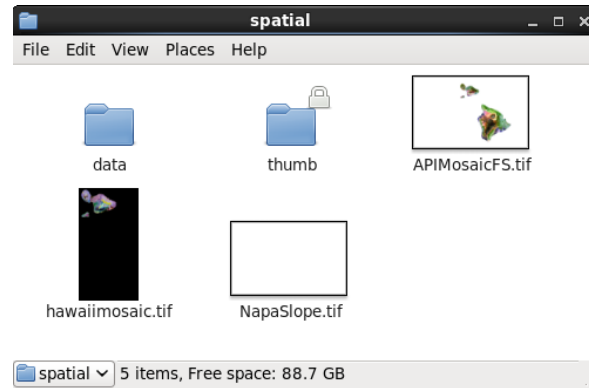 spatial
File Edit View Places Help
data thumb APIMosaicFS.tif
hawaiimosaic.tif NapaSlope.tif
spatial 5 items, Free space: 88.7 GB